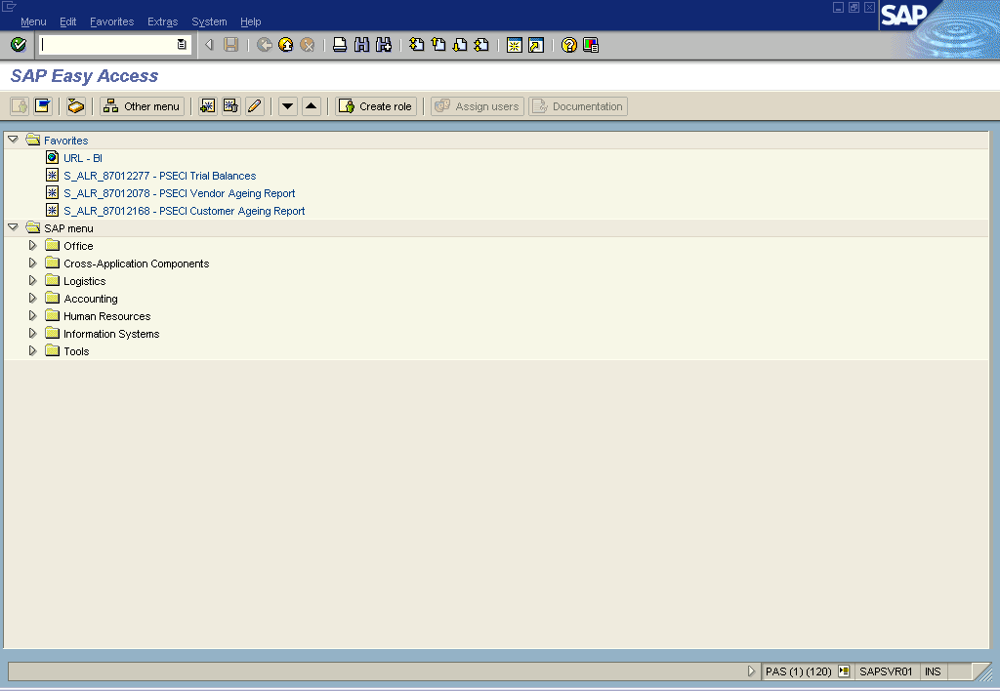 Menu Edit Favorites Extras System Help
SAP
SAP Easy Access
Other menu Create role Assign users Documentation
Favorites
URL - BI
S_ALR_87012277 - PSECI Trial Balances
S_ALR_87012078 - PSECI Vendor Ageing Report
S_ALR_87012168 - PSECI Customer Ageing Report
SAP menu
Office
Cross-Application Components
Logistics
Accounting
Human Resources
Information Systems
Tools
PAS (1) (120) SAPSVR01 INS